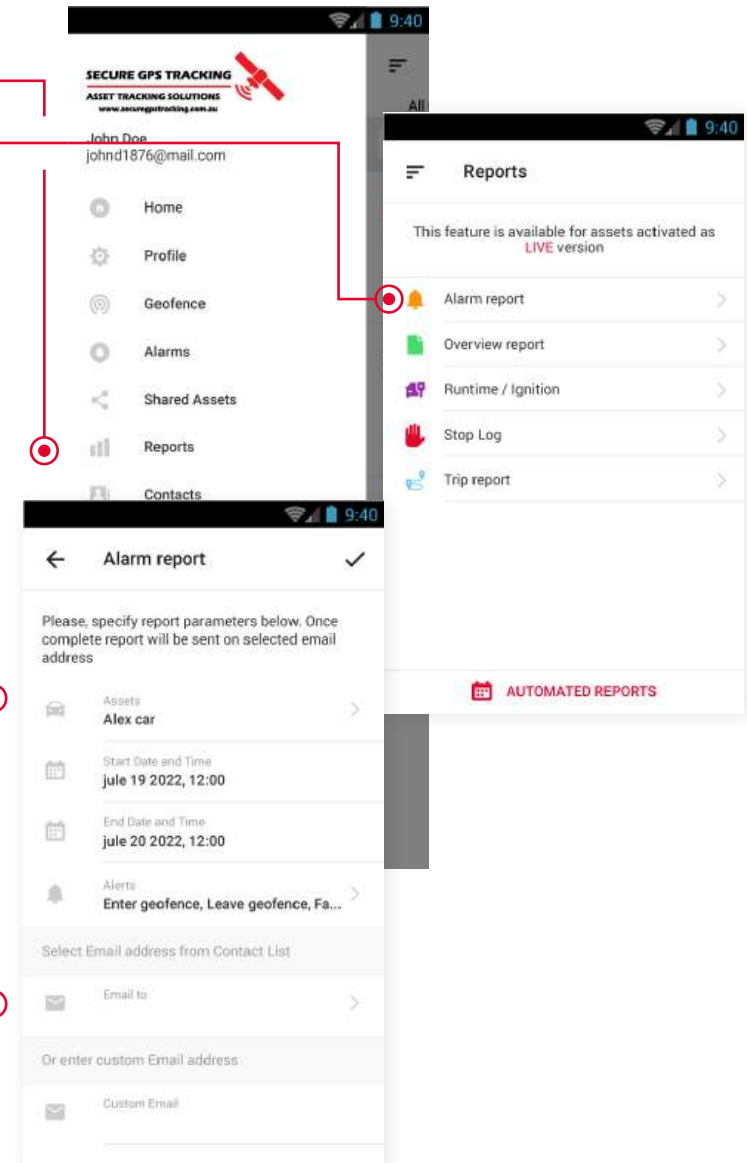 9:40
SECURE GPS TRACKING
ASSET TRACKING SOLUTIONS
www.securegpstracking.com.au
John Doe
johnd1876@mail.com
Home
Profile
Geofence
Alarms
Shared Assets
Reports
Contacts
All
9:40
Reports
This feature is available for assets activated as
LIVE version
Alarm report
Overview report
Runtime / Ignition
Stop Log
Trip report
AUTOMATED REPORTS
9:40
Alarm report
Please, specify report parameters below. Once
complete report will be sent on selected email
address
Assets
Alex car
Start Date and Time
jule 19 2022, 12:00
End Date and Time
jule 20 2022, 12:00
Alerts
Enter geofence, Leave geofence, Fa...
Select Email address from Contact List
Email to
Or enter custom Email address
Custom Email